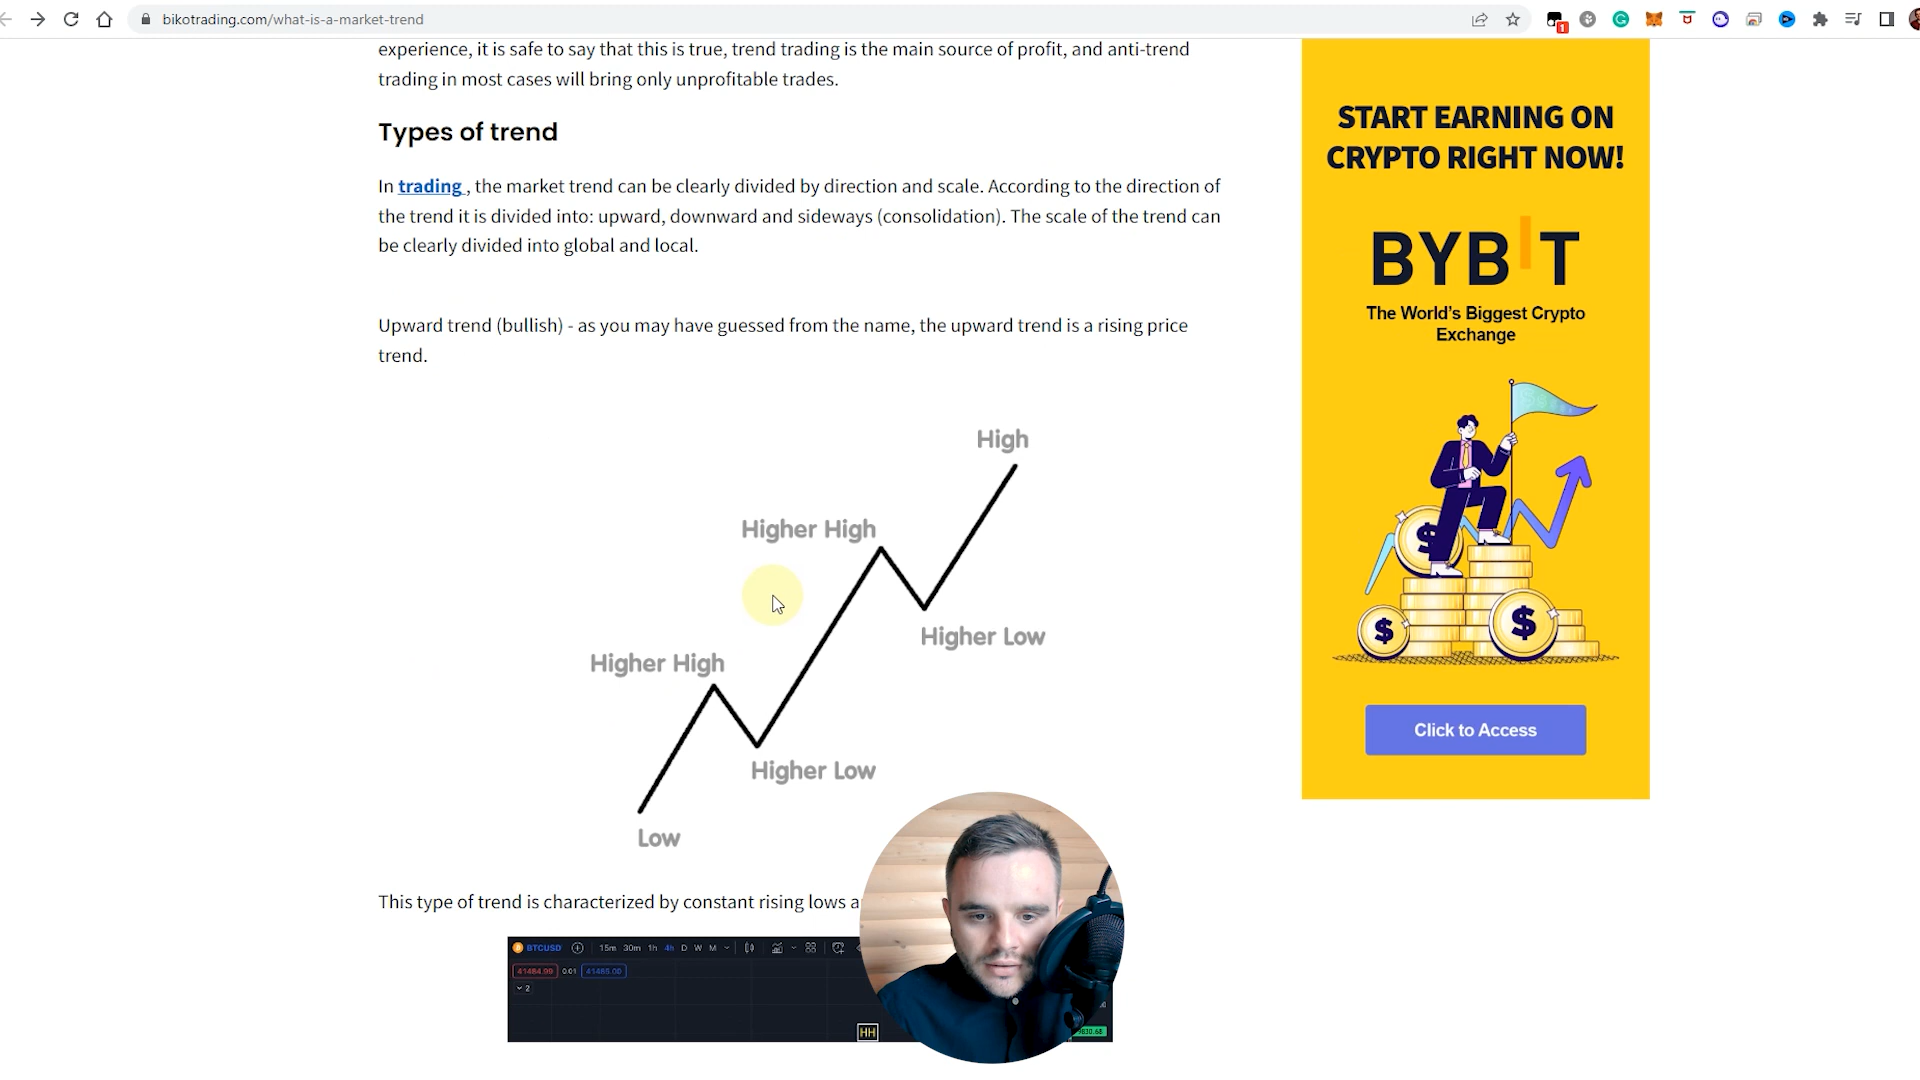 bikotrading.com/what-is-a-market-trend
1
experience, it is safe to say that this is true, trend trading is the main source of profit, and anti-trend
trading in most cases will bring only unprofitable trades.
Types of trend
In trading , the market trend can be clearly divided by direction and scale. According to the direction of
the trend it is divided into: upward, downward and sideways (consolidation). The scale of the trend can
be clearly divided into global and local.
Upward trend (bullish) - as you may have guessed from the name, the upward trend is a rising price
trend.
High
Higher High
Higher Low
Higher High
Higher Low
Low
This type of trend is characterized by constant rising lows
BTCUSD 15m 30m 1h 4h D W M
41484.99 0.01 41485.00
2
HH
9830.68
START EARNING ON
CRYPTO RIGHT NOW!
BYBIT
The World's Biggest Crypto
Exchange
$
$
$
Click to Access